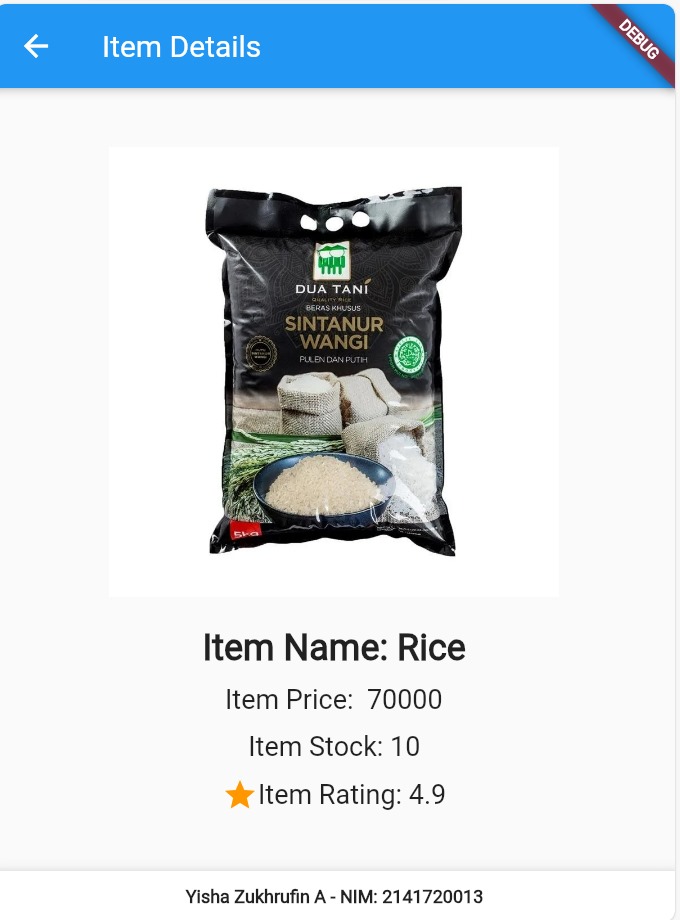 Item Details
DEBUG
DUA TANI
QUALITY RICE
BERAS KHUSUS
SINTANUR
WANGI
PULEN DAN PUTIH
5kg
Item Name: Rice
Item Price:  70000
Item Stock: 10
Item Rating: 4.9
Yisha Zukhrufin A - NIM: 2141720013